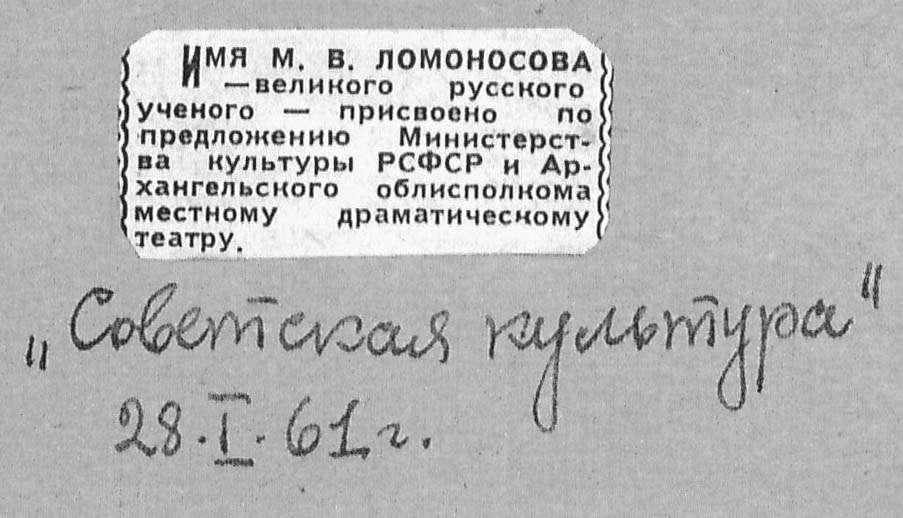 ИМЯ М. В. ЛОМОНОСОВА
— великого русского
ученого — присвоено по
предложению Министерст-
ва культуры РСФСР и Ар-
хангельского облисполкома
местному драматическому
театру.
„Советская культура"
28.I.61г.